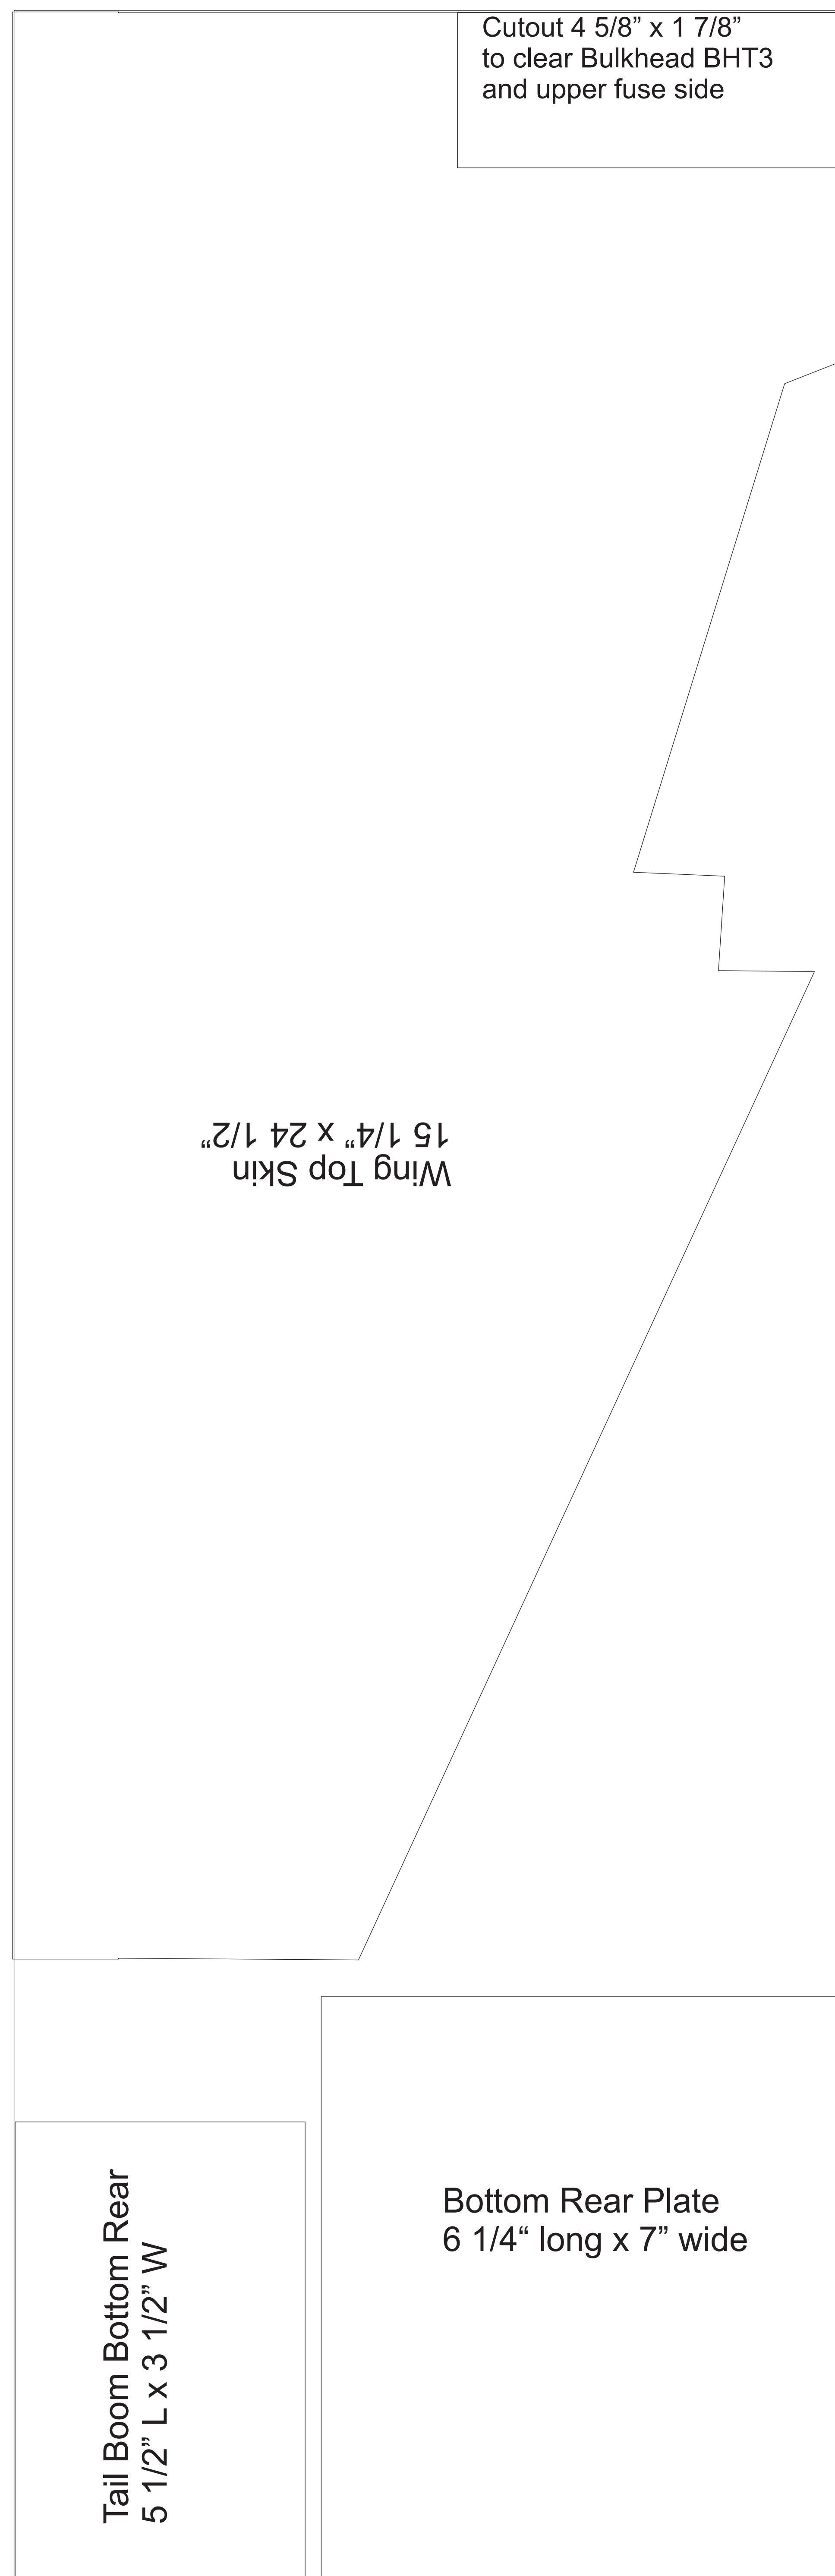 Cutout 4 5/8” x 1 7/8”
to clear Bulkhead BHT3
and upper fuse side
Wing Top Skin
15 1/4” x 24 1/2”
Tail Boom Bottom Rear
5 1/2” L x 3 1/2” W
Bottom Rear Plate
6 1/4“ long x 7” wide